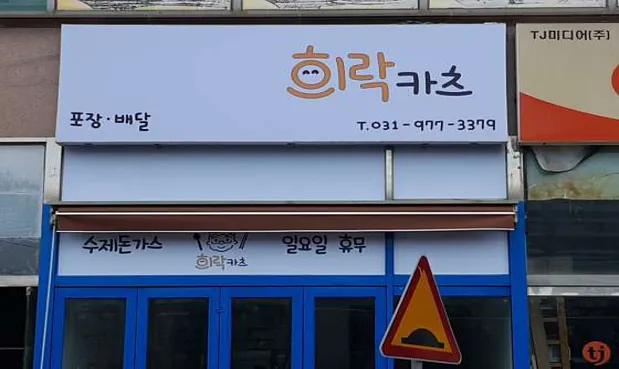 희락카츠
포장·배달
T.031-977-3379
TJ미디어(주)
수제돈가스
희락카츠
일요일 휴무
tj